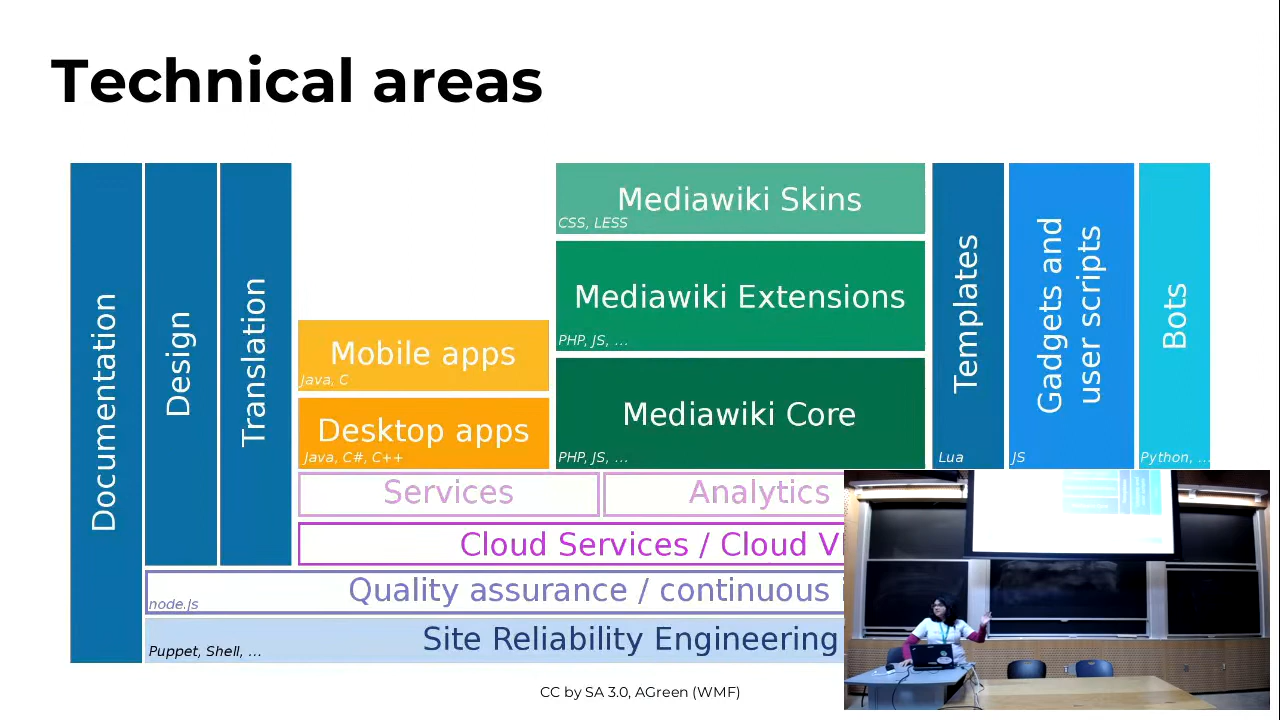 Technical areas
Documentation
Design
Translation
Mobile apps
Java, C
Desktop apps
Java, C#, C++
Mediawiki Skins
CSS, LESS
Mediawiki Extensions
PHP, JS, ...
Mediawiki Core
PHP, JS, ...
Templates
Lua
Gadgets and
user scripts
JS
Bots
Python, ...
Services
Analytics
Cloud Services / Cloud
Quality assurance / continuous
node.js
Site Reliability Engineering
Puppet, Shell, ...
CC by SA 3.0, AGreen (WMF)